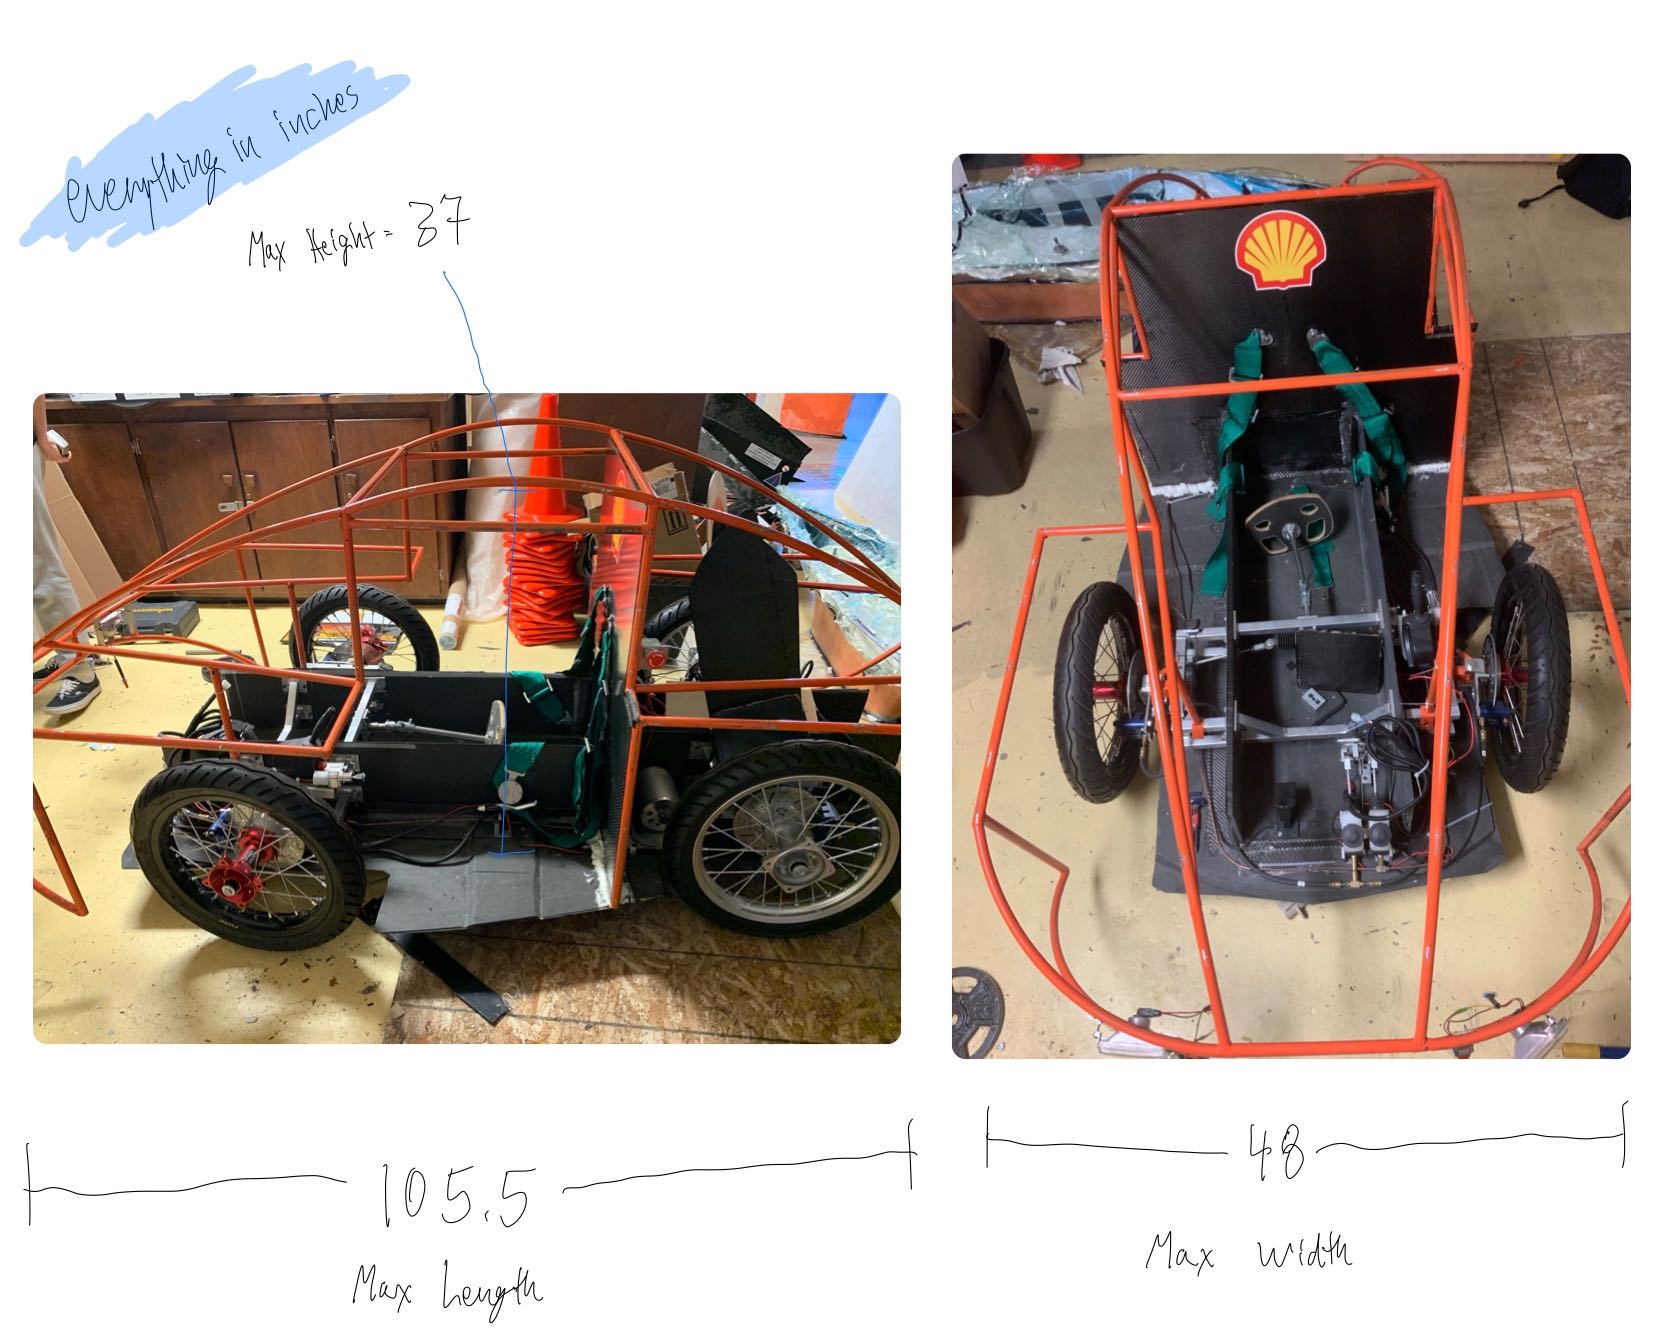 everything in inches
Max Height = 37
105.5
Max Length
48
Max Width